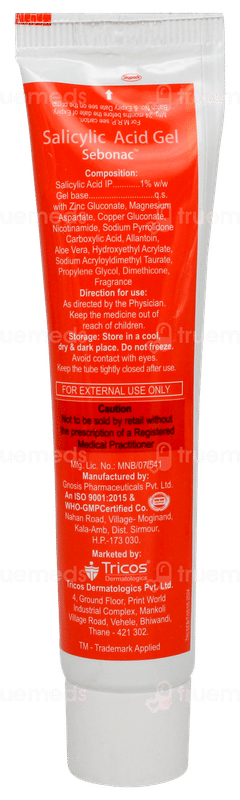 For M.R.P. see carton
Salicylic Acid Gel
Sebonac™
Composition:
Salicylic Acid IP............1% w/w
Gel base...........................q.s.
with Zinc Gluconate, Magnesium
Aspartate, Copper Gluconate,
Nicotinamide, Sodium Pyrrolidone
Carboxylic Acid, Allantoin,
Aloe Vera, Hydroxyethyl Acrylate,
Sodium Acryloyldimethyl Taurate,
Propylene Glycol, Dimethicone,
Fragrance
Direction for use:
As directed by the Physician.
Keep the medicine out of
reach of children.
Storage: Store in a cool,
dry & dark place. Do not freeze.
Avoid contact with eyes.
Keep the tube tightly closed after use.
FOR EXTERNAL USE ONLY
Caution
Not to be sold by retail without
the prescription of a Registered
Medical Practitioner
Mfg. Lic. No.: MNB/07/541
Manufactured by:
Gnosis Pharmaceuticals Pvt. Ltd.
An ISO 9001:2015 &
WHO-GMPCertified Co.
Nahan Road, Village- Moginand,
Kala-Amb, Dist. Sirmour,
H.P.-173 030.
Marketed by:
Tricos
Dermatologics
Tricos Dermatologics Pvt. Ltd.
4, Ground Floor, Print World
Industrial Complex, Mankoli
Village Road, Vehele, Bhiwandi,
Thane - 421 302.
TM - Trademark Applied
truemeds